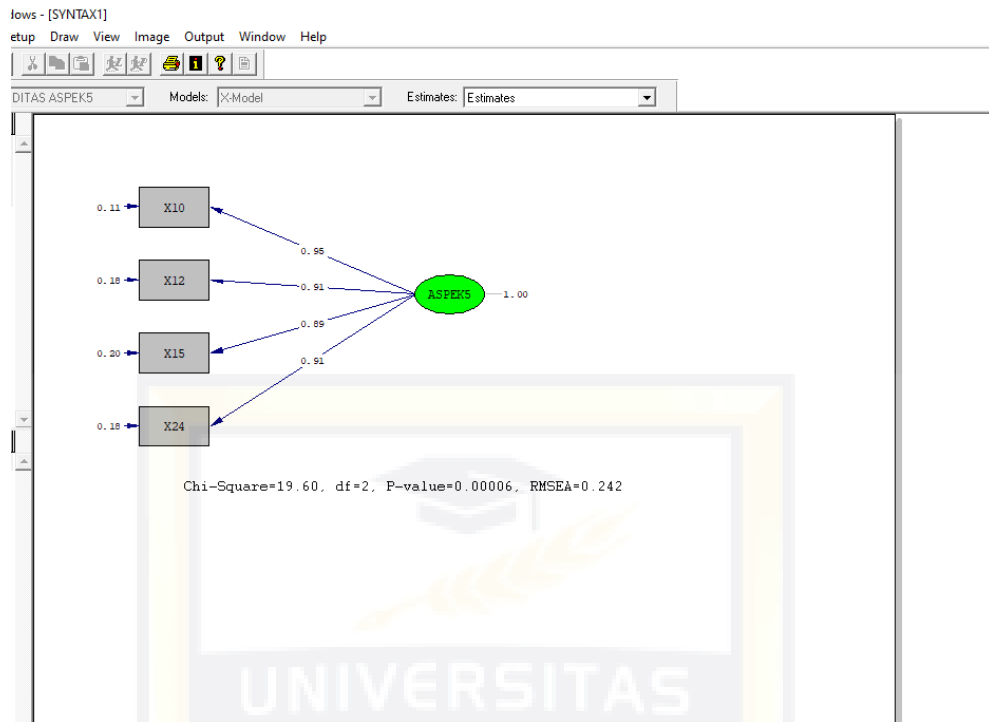 dows - [SYNTAX1]
etup Draw View Image Output Window Help
DITAS ASPEK5 Models: X-Model Estimates: Estimates
0.11 X10
0.95
0.18 X12 0.91 ASPEK5 1.00
0.89
0.20 X15
0.91
0.18 X24
Chi-Square=19.60, df=2, P-value=0.00006, RMSEA=0.242
UNIVERSITAS